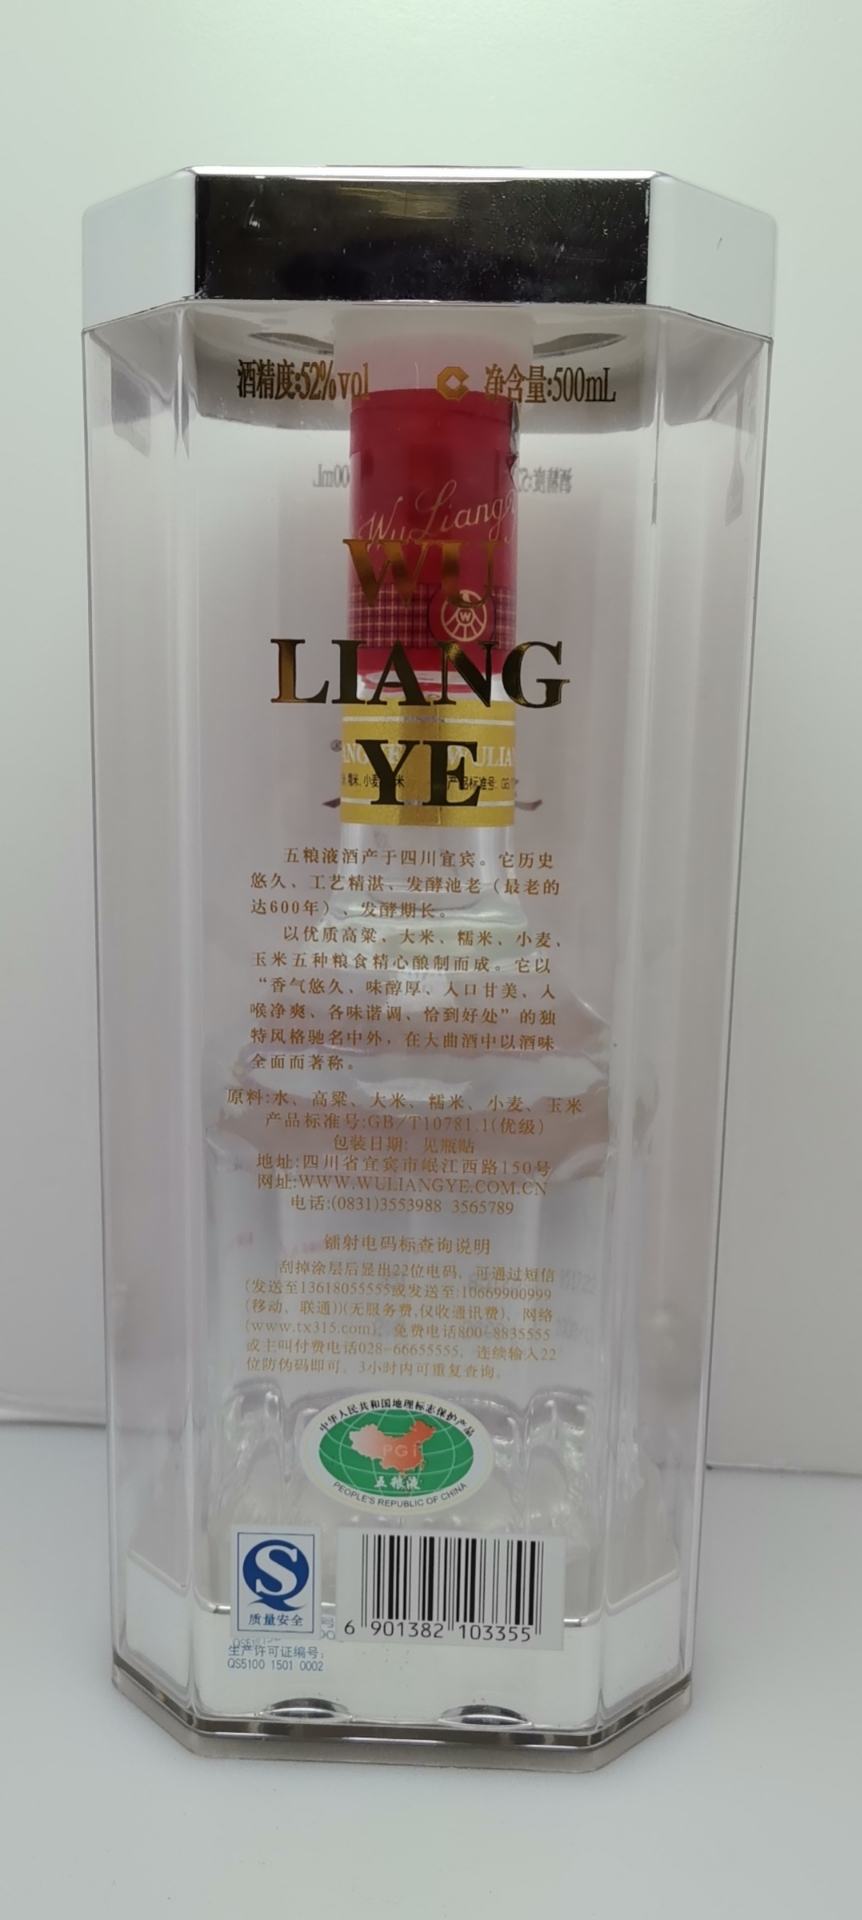 酒精度:52%vol 净含量:500mL
Wu Liangy
WU
LIANG
YE
五粮液酒产于四川宜宾。它历史
悠久、工艺精湛、发酵池老（最老的
达600年）、发酵期长。
以优质高粱、大米、糯米、小麦、
玉米五种粮食精心酿制而成。它以
“香气悠久、味醇厚、入口甘美、入
喉净爽、各味谐调、恰到好处”的独
特风格驰名中外，在大曲酒中以酒味
全面而著称。
原料:水、高粱、大米、糯米、小麦、玉米
产品标准号:GB/T10781.1(优级)
包装日期: 见瓶贴
地址:四川省宜宾市岷江西路150号
网址:WWW.WULIANGYE.COM.CN
电话:(0831)3553988 3565789
镭射电码标查询说明
刮掉涂层后显出22位电码，可通过短信
(发送至13618055555或发送至:10669900999
(移动、联通))(无服务费,仅收通讯费)、网络
(www.tx315.com)，免费电话800-8835555
或主叫付费电话028-66655555，连续输入22
位防伪码即可。3小时内可重复查询。
中华人民共和国地理标志保护产品
PGI
五粮液
PEOPLE'S REPUBLIC OF CHINA
质量安全
6 901382 103355
生产许可证编号:
QS5100 1501 0002